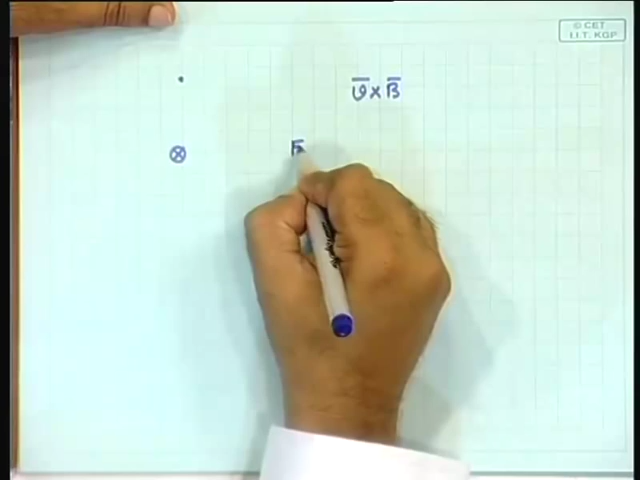 © CET
I.I.T. KGP
v̅ × B̅